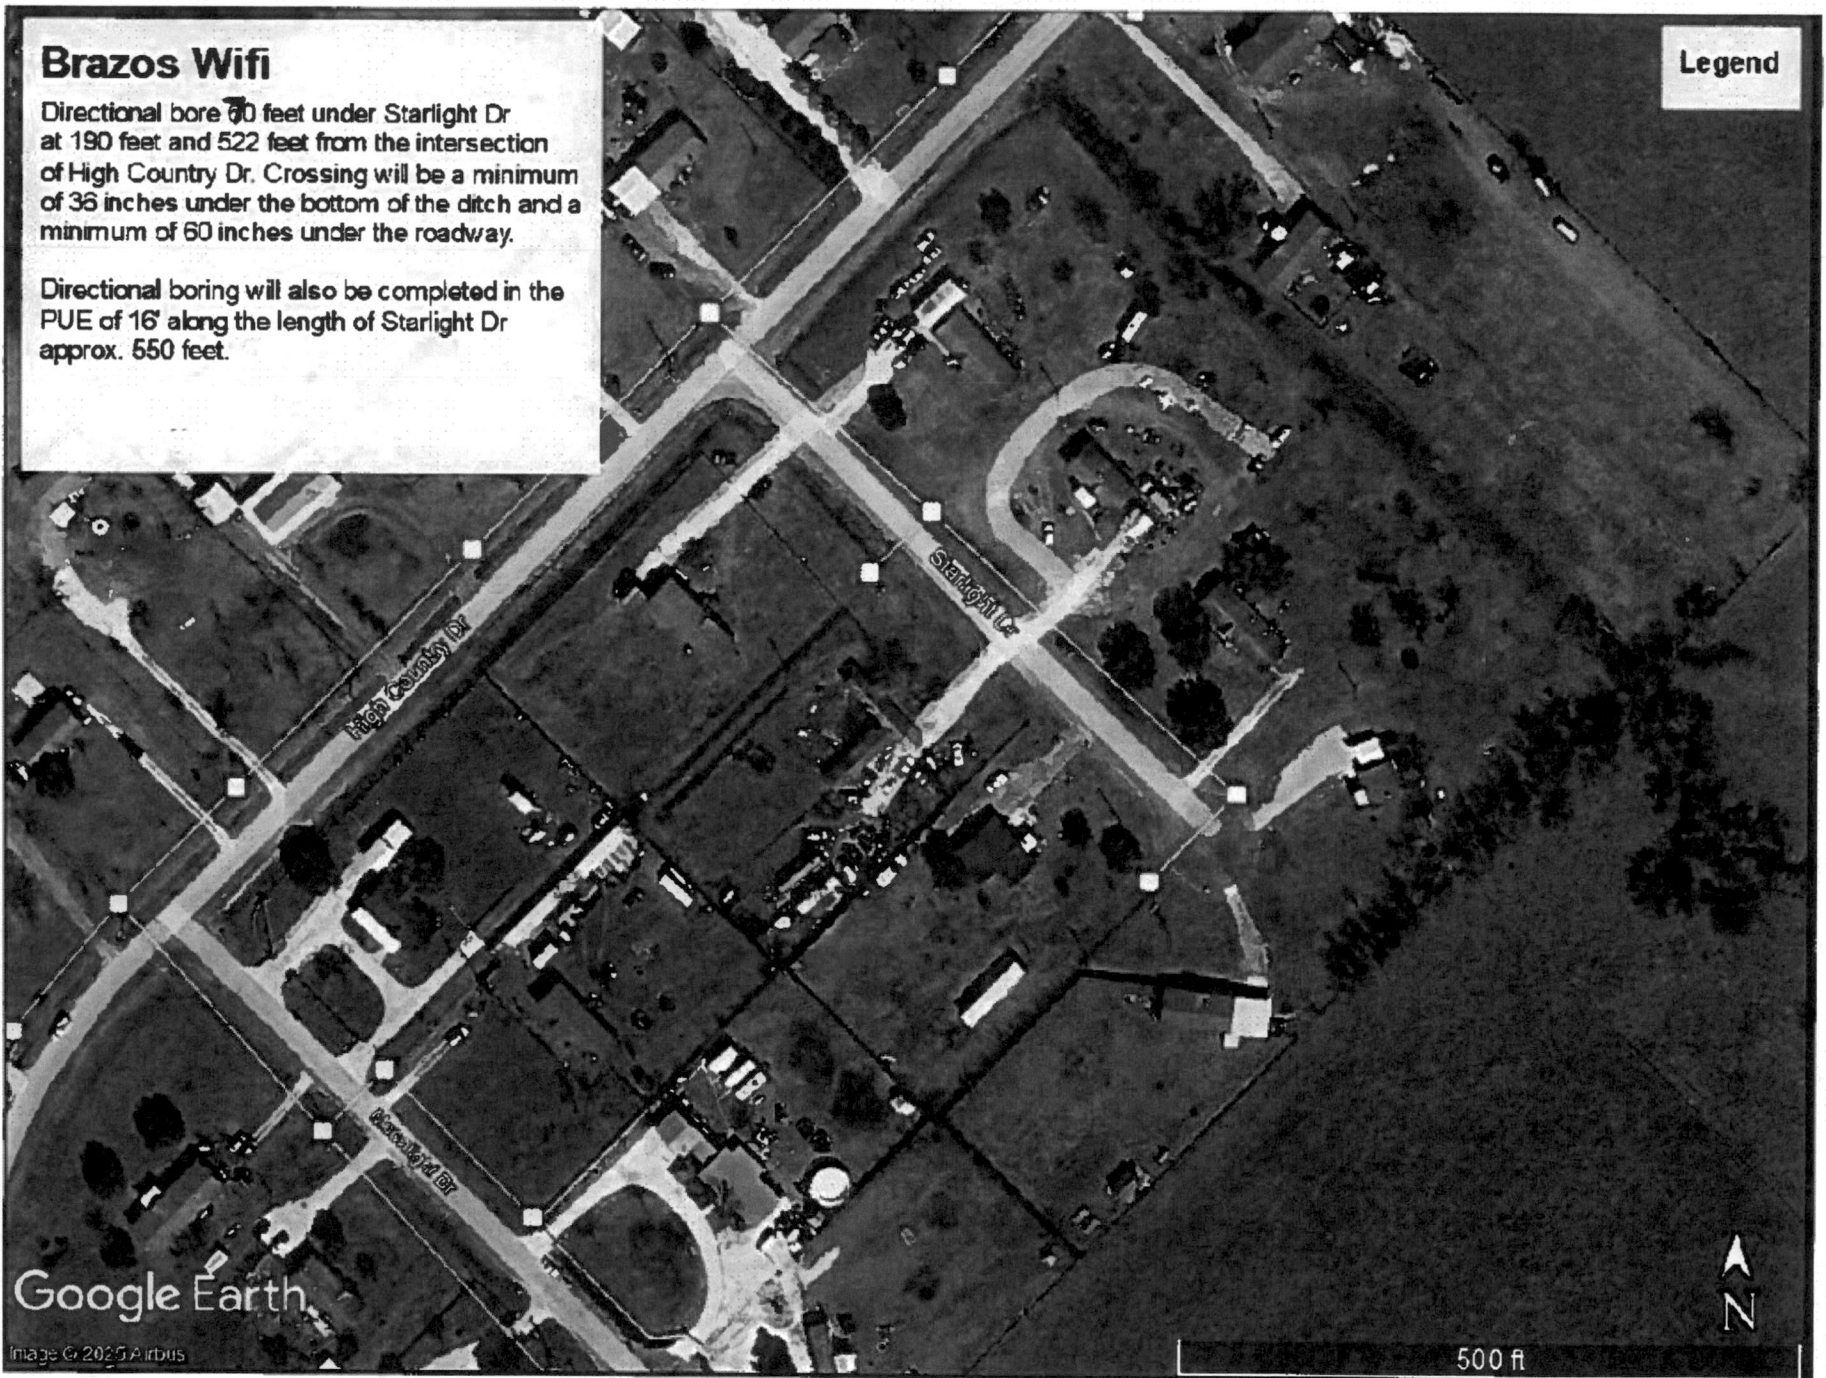 Brazos Wifi
Directional bore 70 feet under Starlight Dr
at 190 feet and 522 feet from the intersection
of High Country Dr. Crossing will be a minimum
of 36 inches under the bottom of the ditch and a
minimum of 60 inches under the roadway.
Directional boring will also be completed in the
PUE of 16' along the length of Starlight Dr
approx. 550 feet.
Legend
Starlight Dr
High Country Dr
Moonlight Dr
Google Earth
Image © 2025 Airbus
N
500 ft